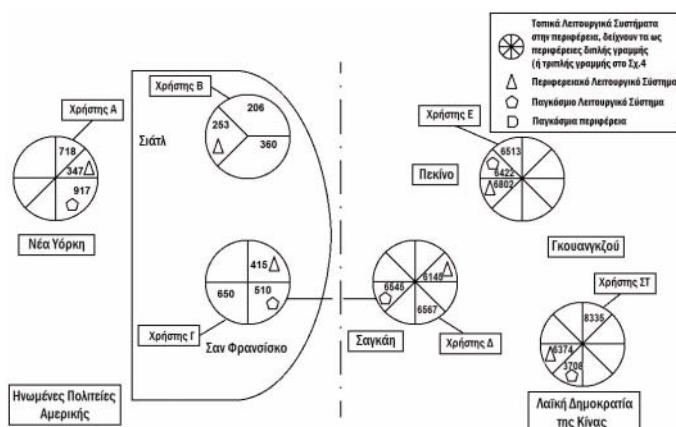 Τοπικά Λειτουργικά Συστήματα
στην περιφέρεια, δείχνουν τα ως
περιφέρειες διπλής γραμμής
(ή τριπλής γραμμής στο Σχ.4
Περιφερειακό Λειτουργικό Σύστημα
Παγκόσμιο Λειτουργικό Σύστημα
Παγκόσμια περιφέρεια
Χρήστης Α
718
347
917
Νέα Υόρκη
Χρήστης Β
Σιάτλ
206
253
360
415
650
510
Χρήστης Γ
Σαν Φρανσίσκο
Ηνωμένες Πολιτείες
Αμερικής
Χρήστης Ε
Πεκίνο
6513
6422
6802
6145
6546
6567
Σαγκάη
Χρήστης Δ
Γκουανγκζού
Χρήστης ΣΤ
8335
6374
3708
Λαϊκή Δημοκρατία
της Κίνας